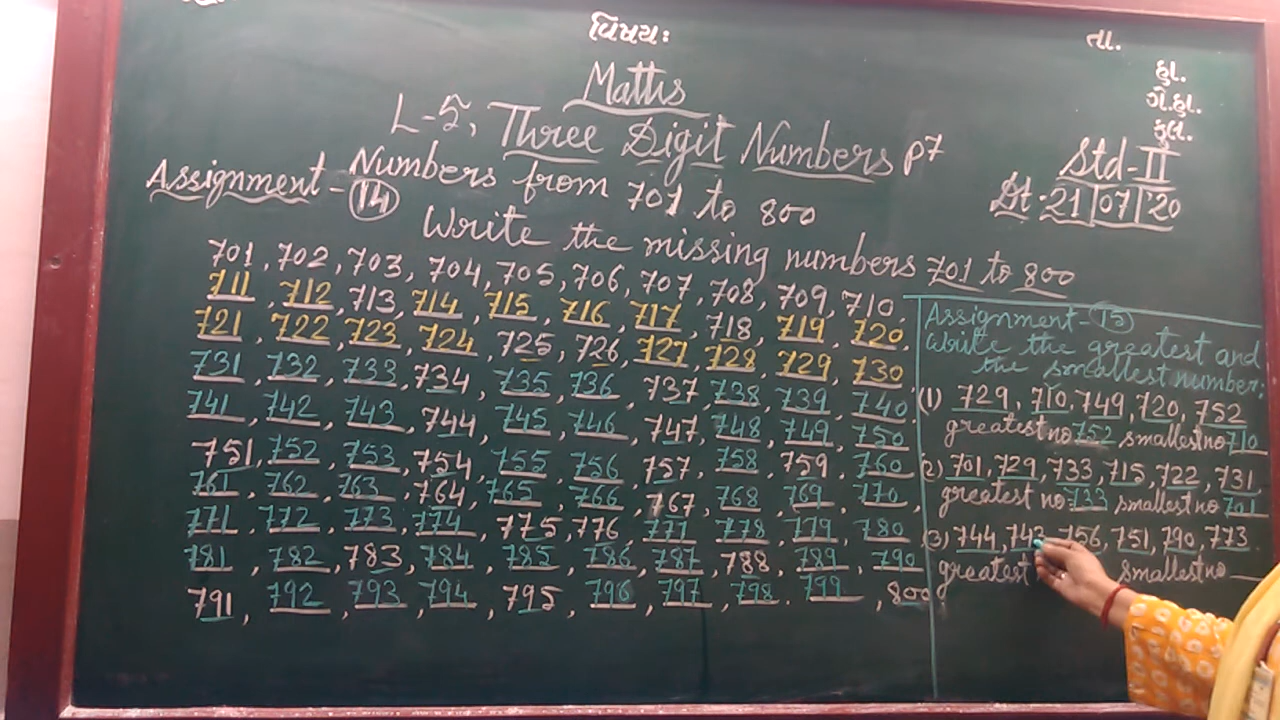 વિષય:
તા.
હા.
ગે.હા.
કુલ.
Maths
L-5, Three Digit Numbers p7
Std-II
Dt: 21|07|'20
Numbers from 701 to 800
Assignment-14
Write the missing numbers 701 to 800
701, 702, 703, 704, 705, 706, 707, 708, 709, 710,
711, 712, 713, 714, 715, 716, 717, 718, 719, 720
721, 722, 723, 724, 725, 726, 727, 728, 729, 730
731, 732, 733, 734, 735, 736, 737, 738, 739, 740
741, 742, 743, 744, 745, 746, 747, 748, 749, 750
751, 752, 753, 754, 755, 756, 757, 758, 759, 760
761, 762, 763, 764, 765, 766, 767, 768, 769, 770,
771, 772, 773, 774, 775, 776, 777, 778, 779, 780
781, 782, 783, 784, 785, 786, 787, 788, 789, 790
791, 792, 793, 794, 795, 796, 797, 798, 799, 800
Assignment-15
Write the greatest and
the smallest number.
(1) 729, 710, 749, 720, 752
greatest no 752 smallest no 710
(2) 701, 729, 733, 715, 722, 731
greatest no 733 smallest no 701
(3) 744, 743, 756, 751, 790, 773.
greatest smallest no